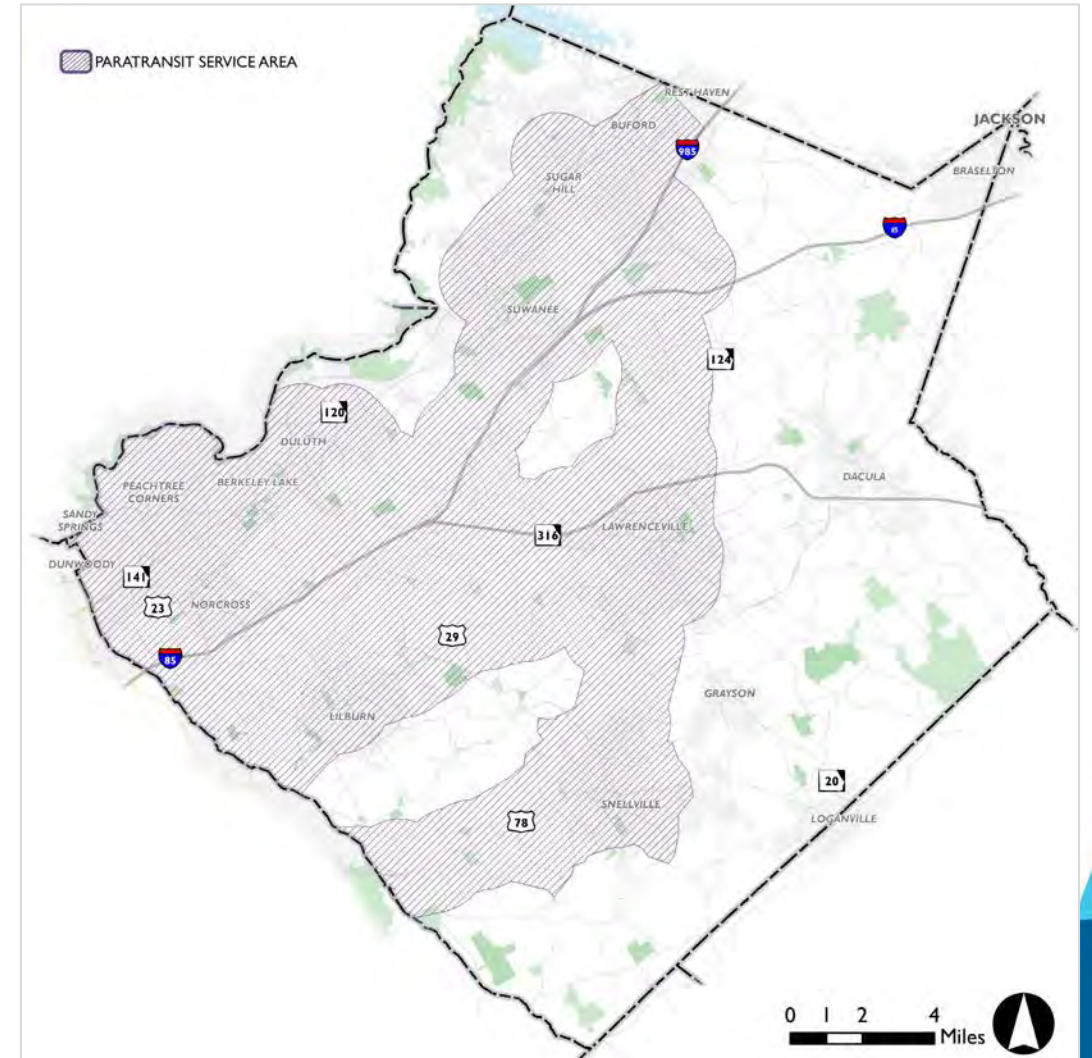 PARATRANSIT SERVICE AREA
REST HAVEN
BUFORD
985
JACKSON
BRASELTON
SUGAR
HILL
85
SUWANEE
124
120
DULUTH
PEACHTREE
CORNERS
BERKELEY LAKE
DACULA
SANDY
SPRINGS
316
LAWRENCEVILLE
DUNWOODY
141
23
NORCROSS
29
85
GRAYSON
LILBURN
20
SNELLVILLE
78
LOGANVILLE
0 1 2 4
Miles